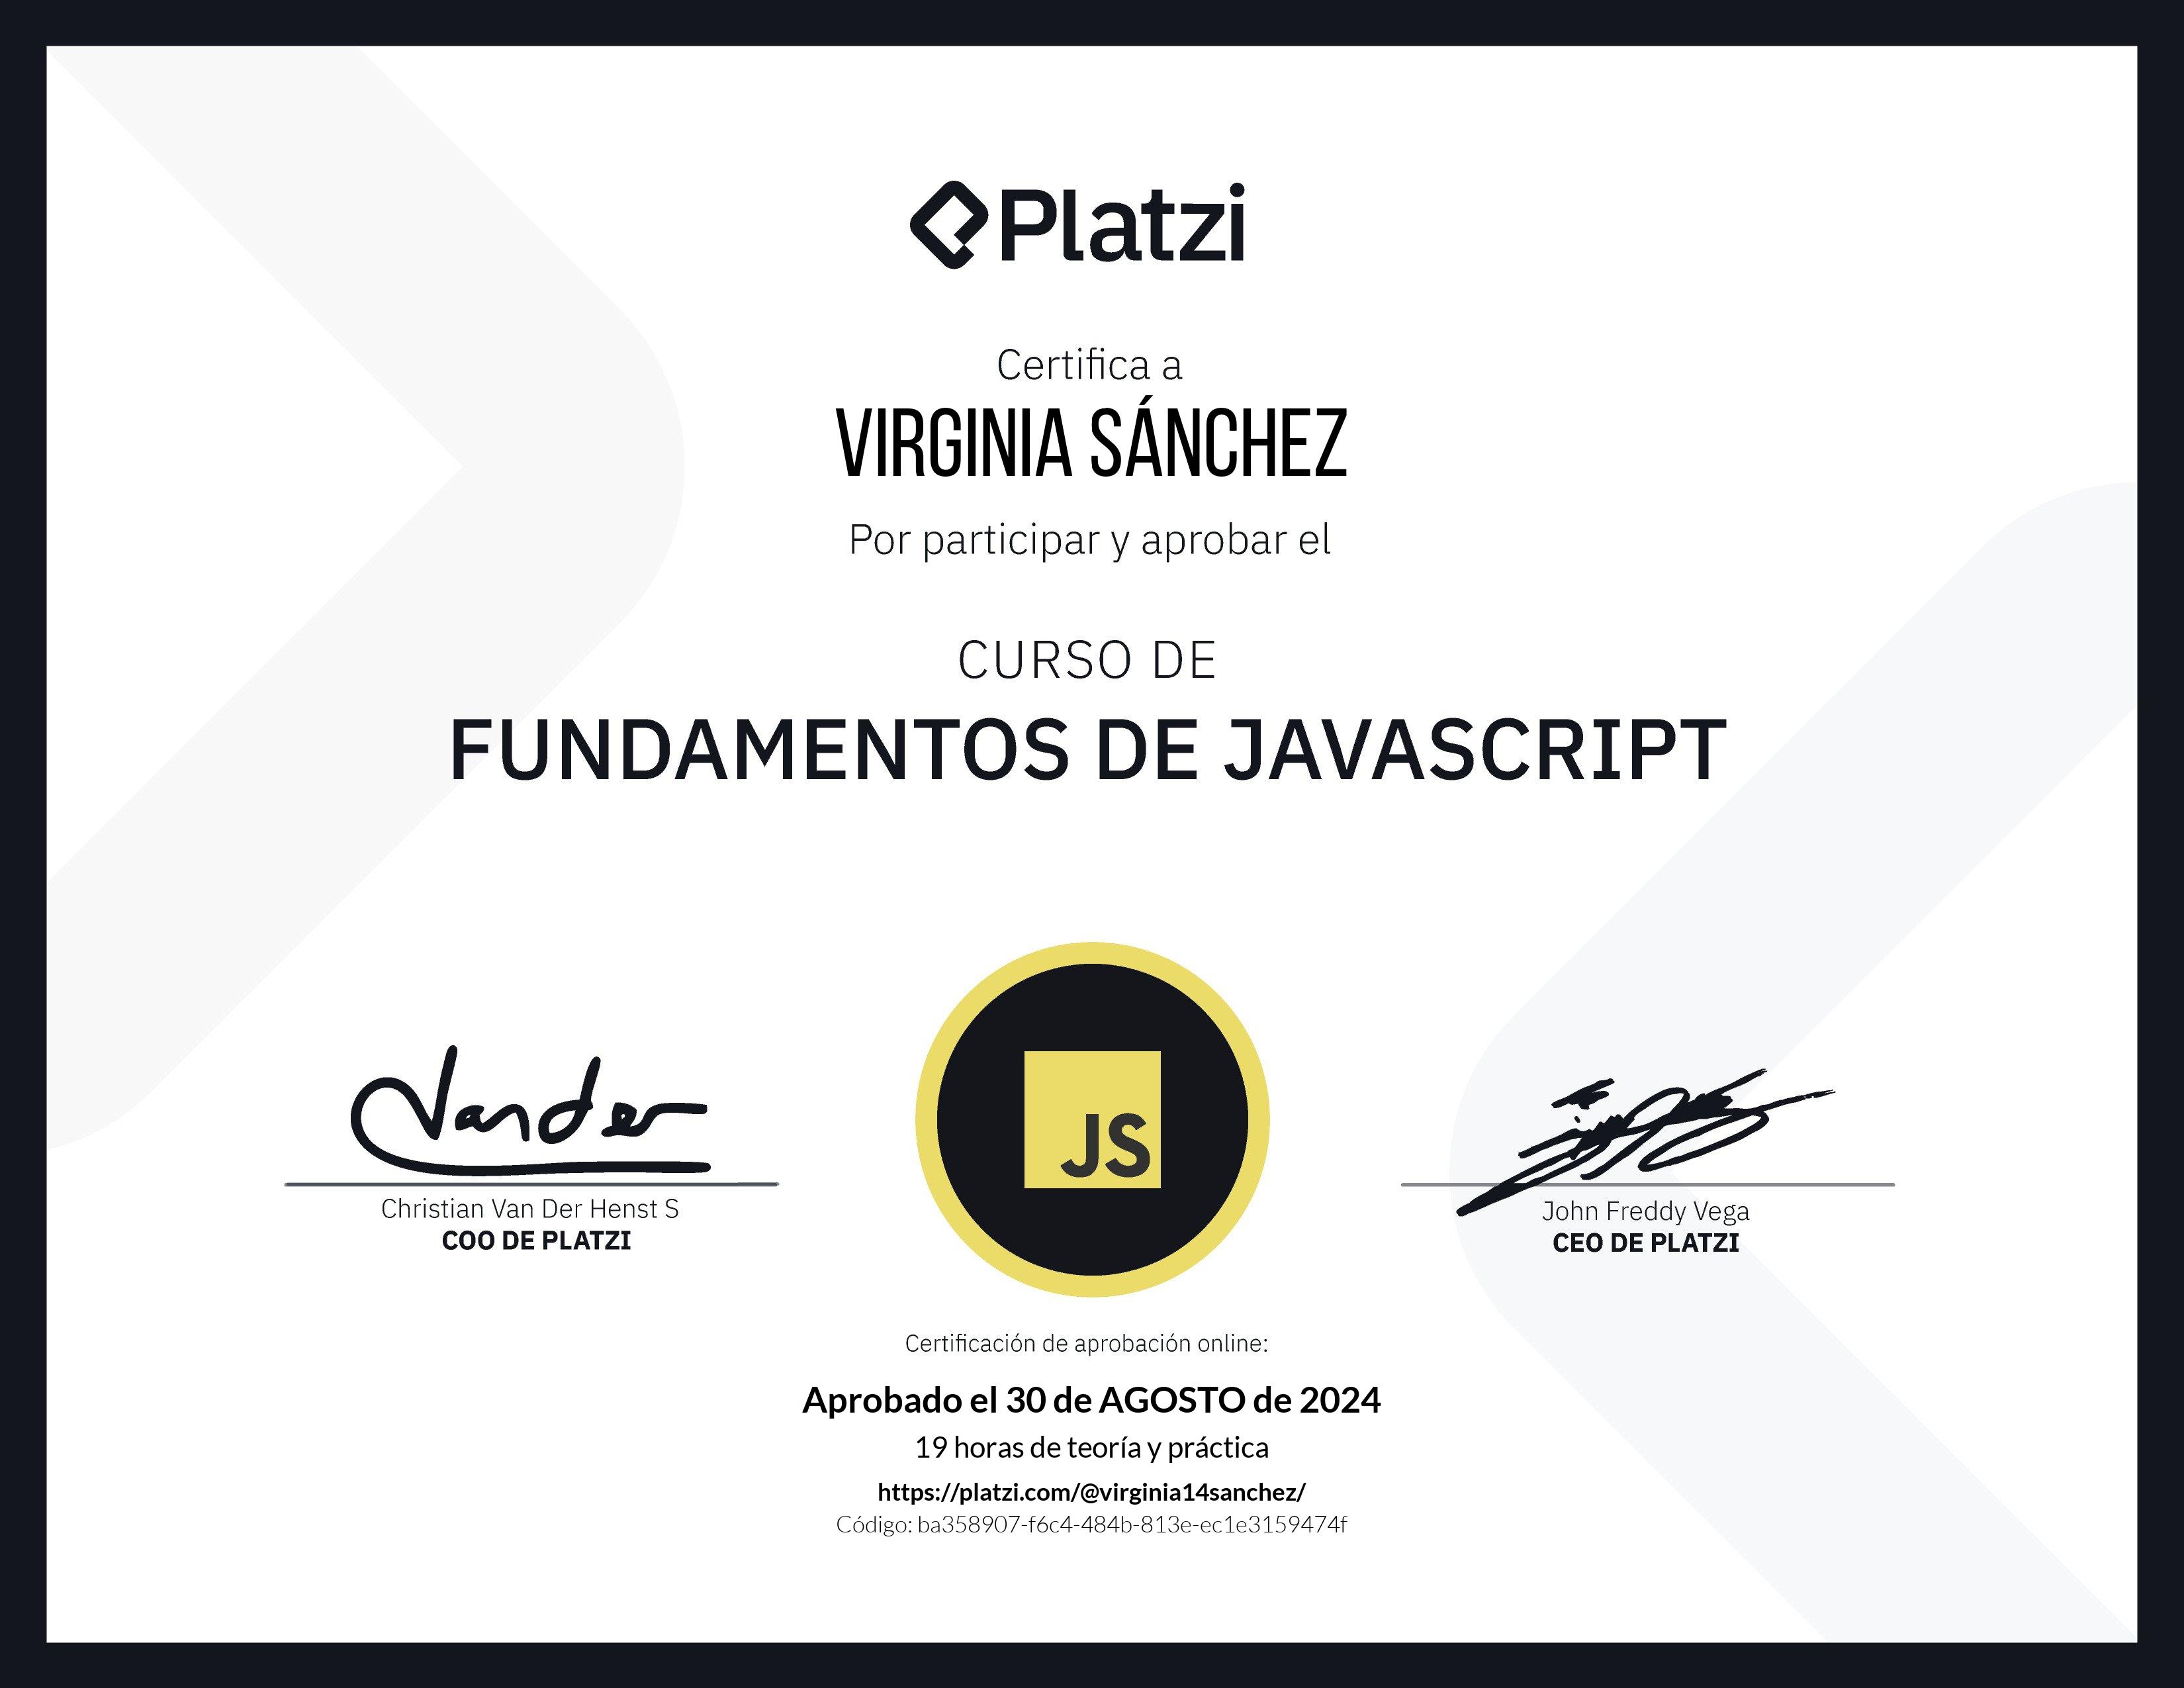 Platzi
Certifica a
VIRGINIA SÁNCHEZ
Por participar y aprobar el
CURSO DE
FUNDAMENTOS DE JAVASCRIPT
Vander
JS
Christian Van Der Henst S
COO DE PLATZI
John Freddy Vega
CEO DE PLATZI
Certificación de aprobación online:
Aprobado el 30 de AGOSTO de 2024
19 horas de teoría y práctica
https://platzi.com/@virginia14sanchez/
Código: ba358907-f6c4-484b-813e-ec1e3159474f